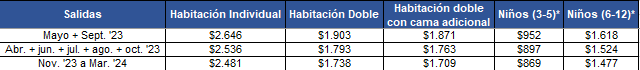 Salidas Habitación Individual Habitación Doble Habitación doble con cama adicional Niños (3-5)* Niños (6-12)*
Mayo + Sept. '23 $2.646 $1.903 $1.871 $952 $1.618
Abr. + jun. + jul. + ago. + oct. '23 $2.536 $1.793 $1.763 $897 $1.524
Nov. '23 a Mar. '24 $2.481 $1.738 $1.709 $869 $1.477